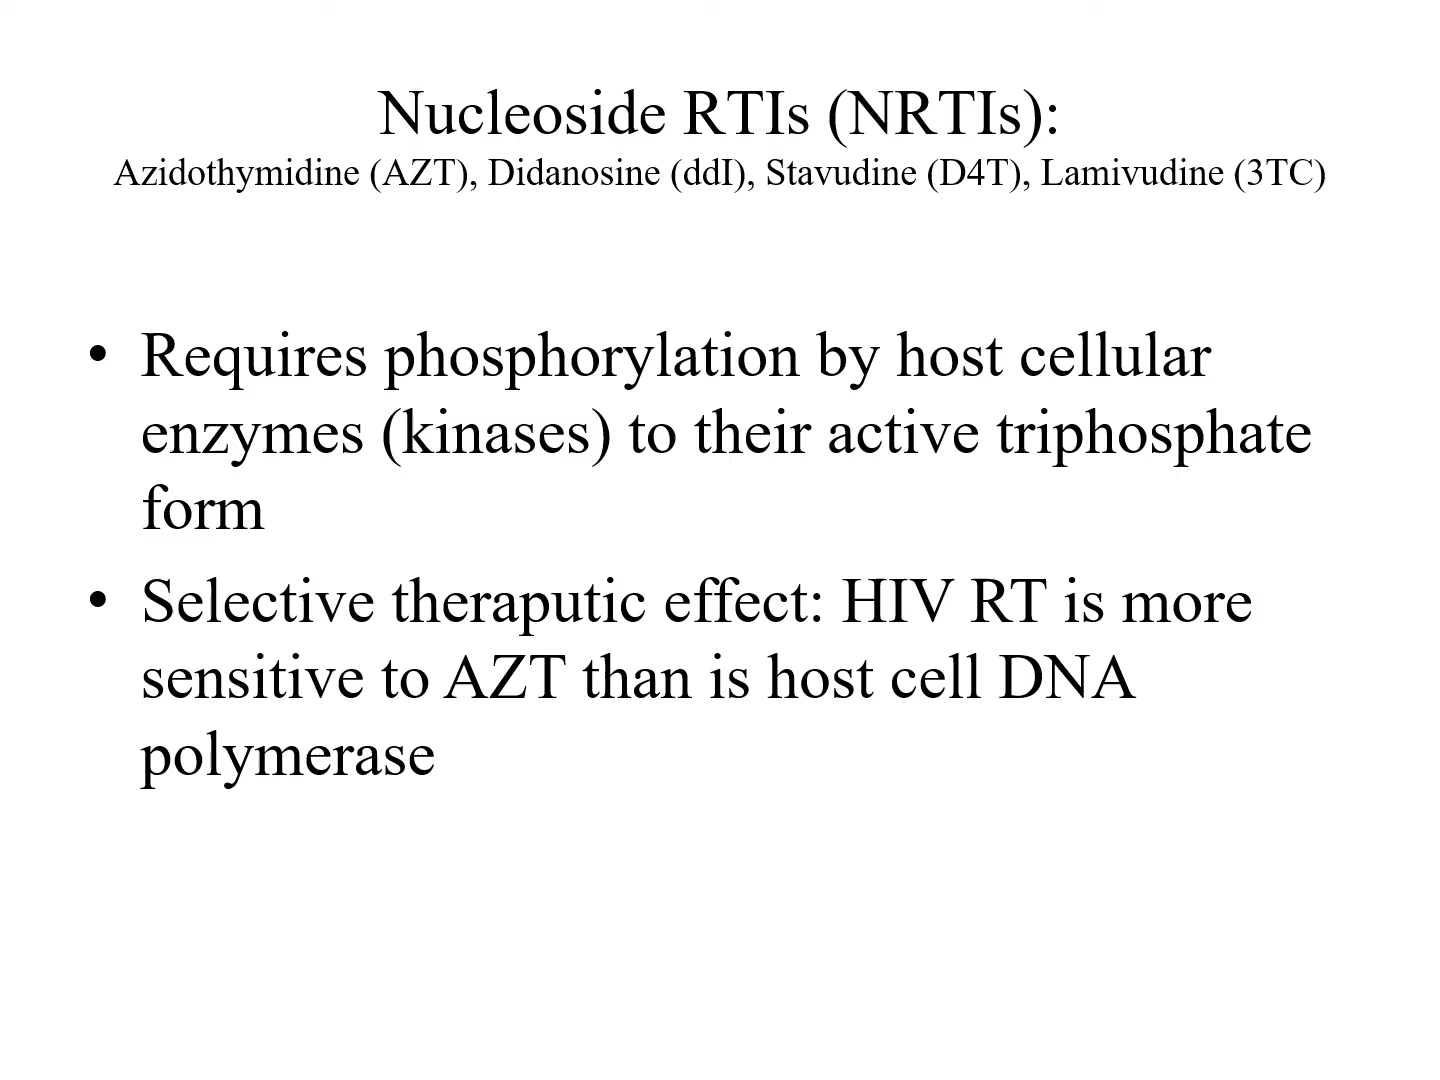 Nucleoside RTIs (NRTIs):
Azidothymidine (AZT), Didanosine (ddI), Stavudine (D4T), Lamivudine (3TC)
• Requires phosphorylation by host cellular
enzymes (kinases) to their active triphosphate
form
• Selective theraputic effect: HIV RT is more
sensitive to AZT than is host cell DNA
polymerase